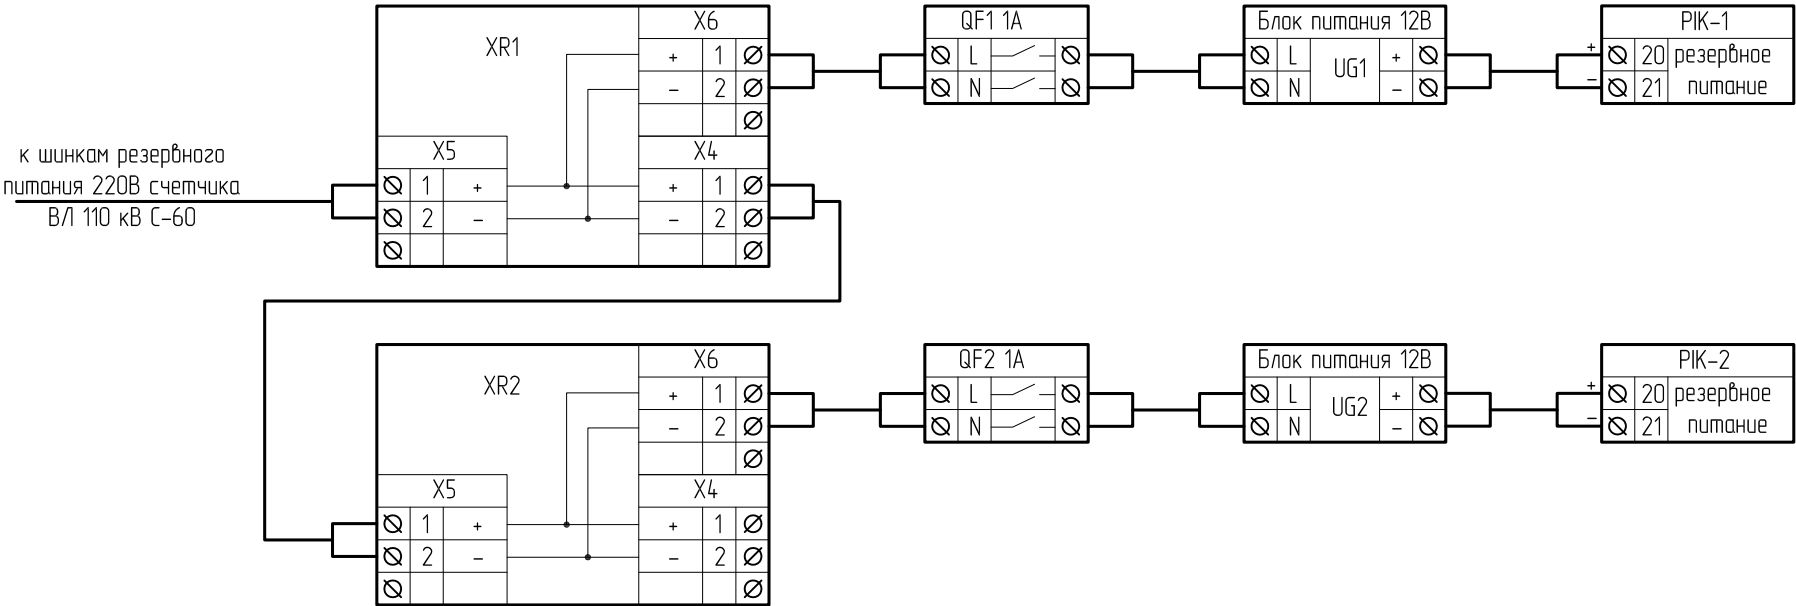 к шинкам резервного
питания 220В счетчика
ВЛ 110 кВ С-60
XR1
X6
+ 1
- 2
X5
1 +
2 -
X4
+ 1
- 2
QF1 1А
L
N
Блок питания 12В
L UG1 +
N -
PIK-1
+ 20 резервное
- 21 питание
XR2
X6
+ 1
- 2
X5
1 +
2 -
X4
+ 1
- 2
QF2 1А
L
N
Блок питания 12В
L UG2 +
N -
PIK-2
+ 20 резервное
- 21 питание